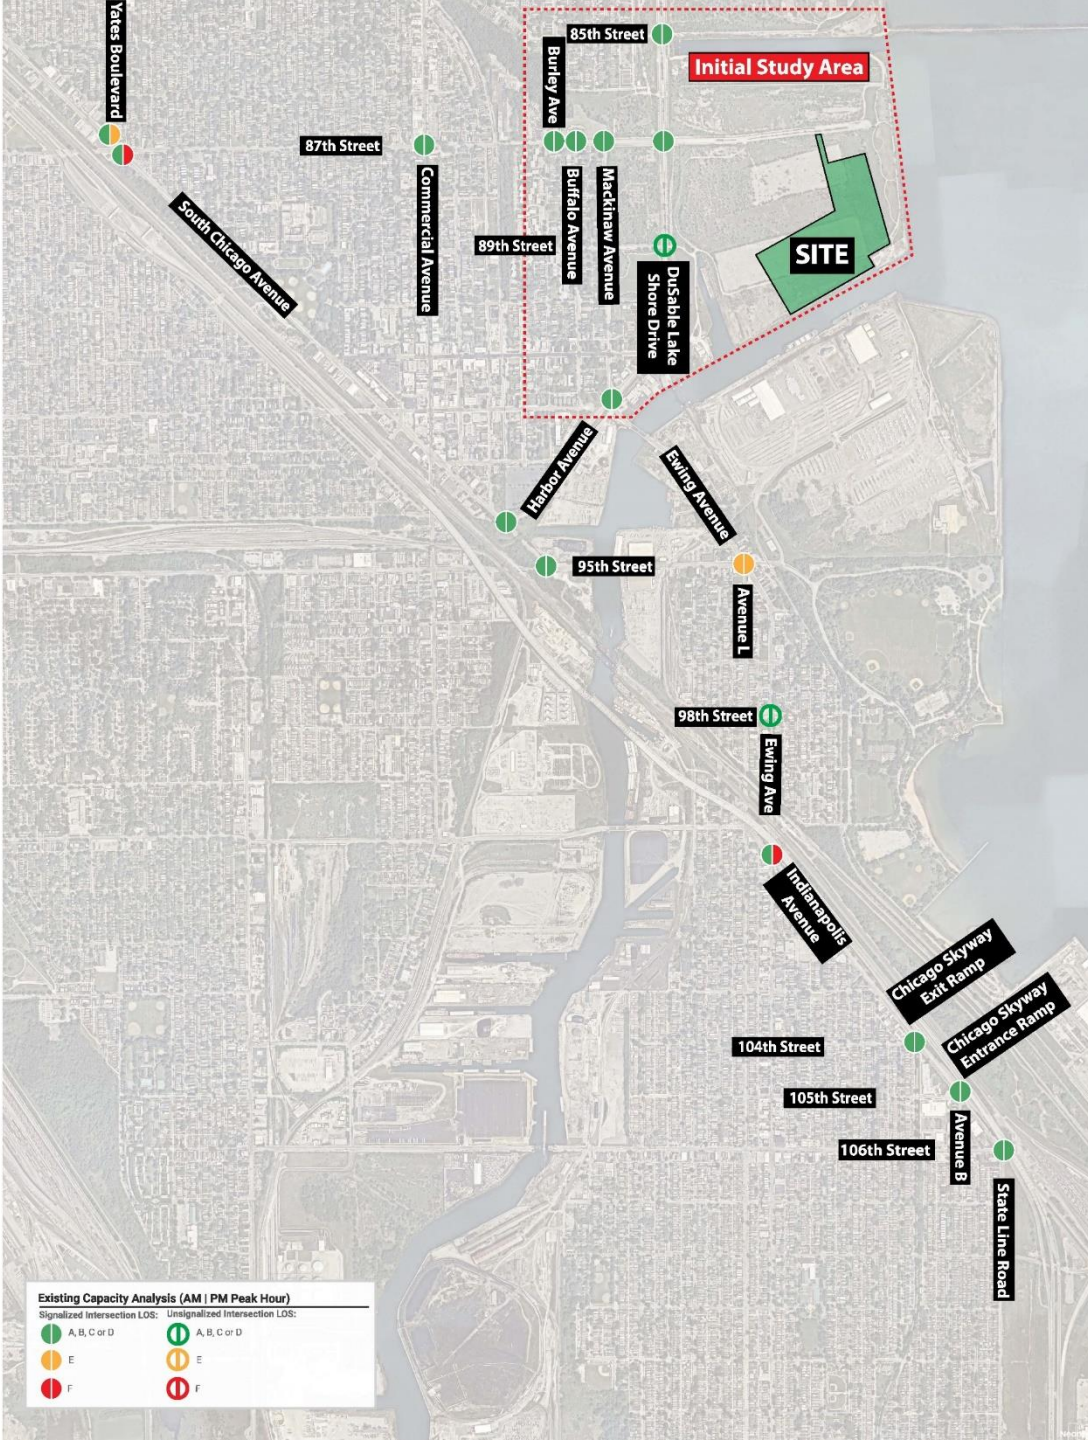 Yates Boulevard
85th Street
Burley Ave
Initial Study Area
87th Street
Commercial Avenue
Buffalo Avenue
Mackinaw Avenue
South Chicago Avenue
89th Street
DuSable Lake
Shore Drive
SITE
Harbor Avenue
Ewing Avenue
95th Street
Avenue L
98th Street
Ewing Ave
Indianapolis
Avenue
Chicago Skyway
Exit Ramp
Chicago Skyway
Entrance Ramp
104th Street
105th Street
106th Street
Avenue B
State Line Road
Existing Capacity Analysis (AM | PM Peak Hour)
Signalized Intersection LOS: Unsignalized Intersection LOS:
A, B, C or D A, B, C or D
E E
F F